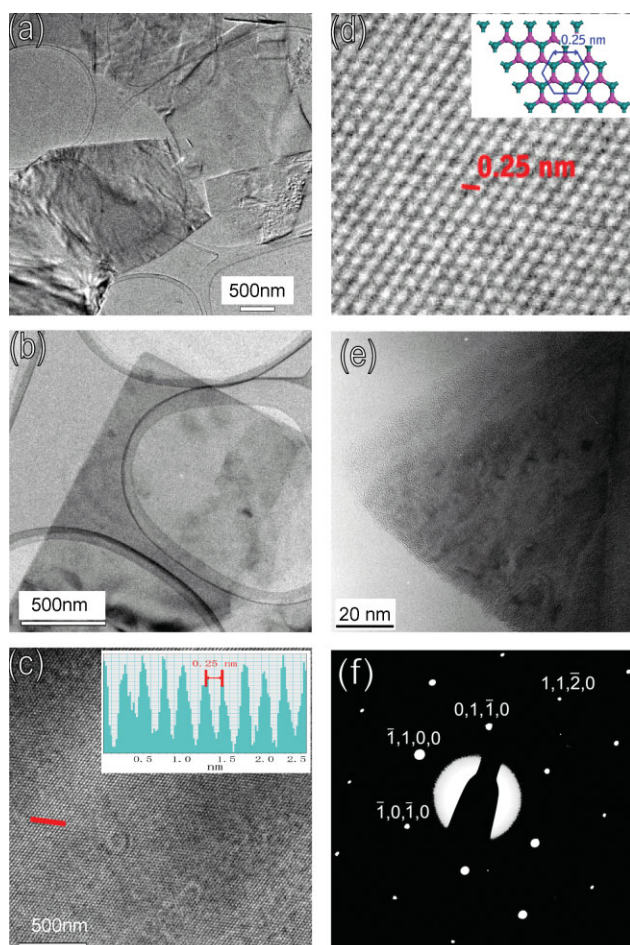 (a)
500nm
(b)
500nm
(c)
0.25 nm
0.5 1.0 1.5 2.0 2.5
nm
500nm
(d)
0.25 nm
0.25 nm
(e)
20 nm
(f)
1,1,2̅,0
0,1,1̅,0
1̅,1,0,0
1̅,0,1̅,0